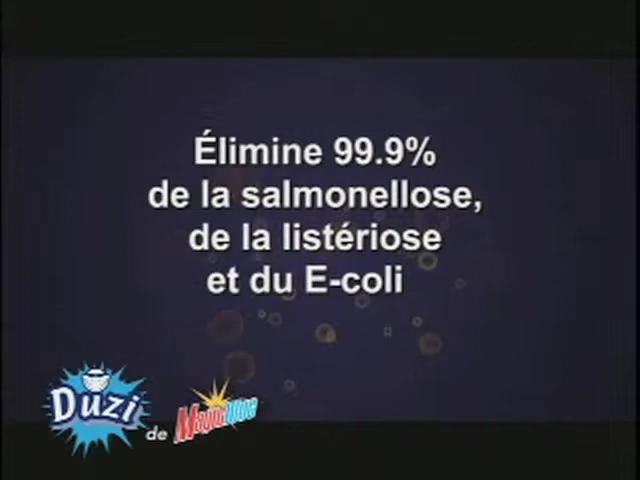 Élimine 99.9%
de la salmonellose,
de la listériose
et du E-coli
Duzi
de